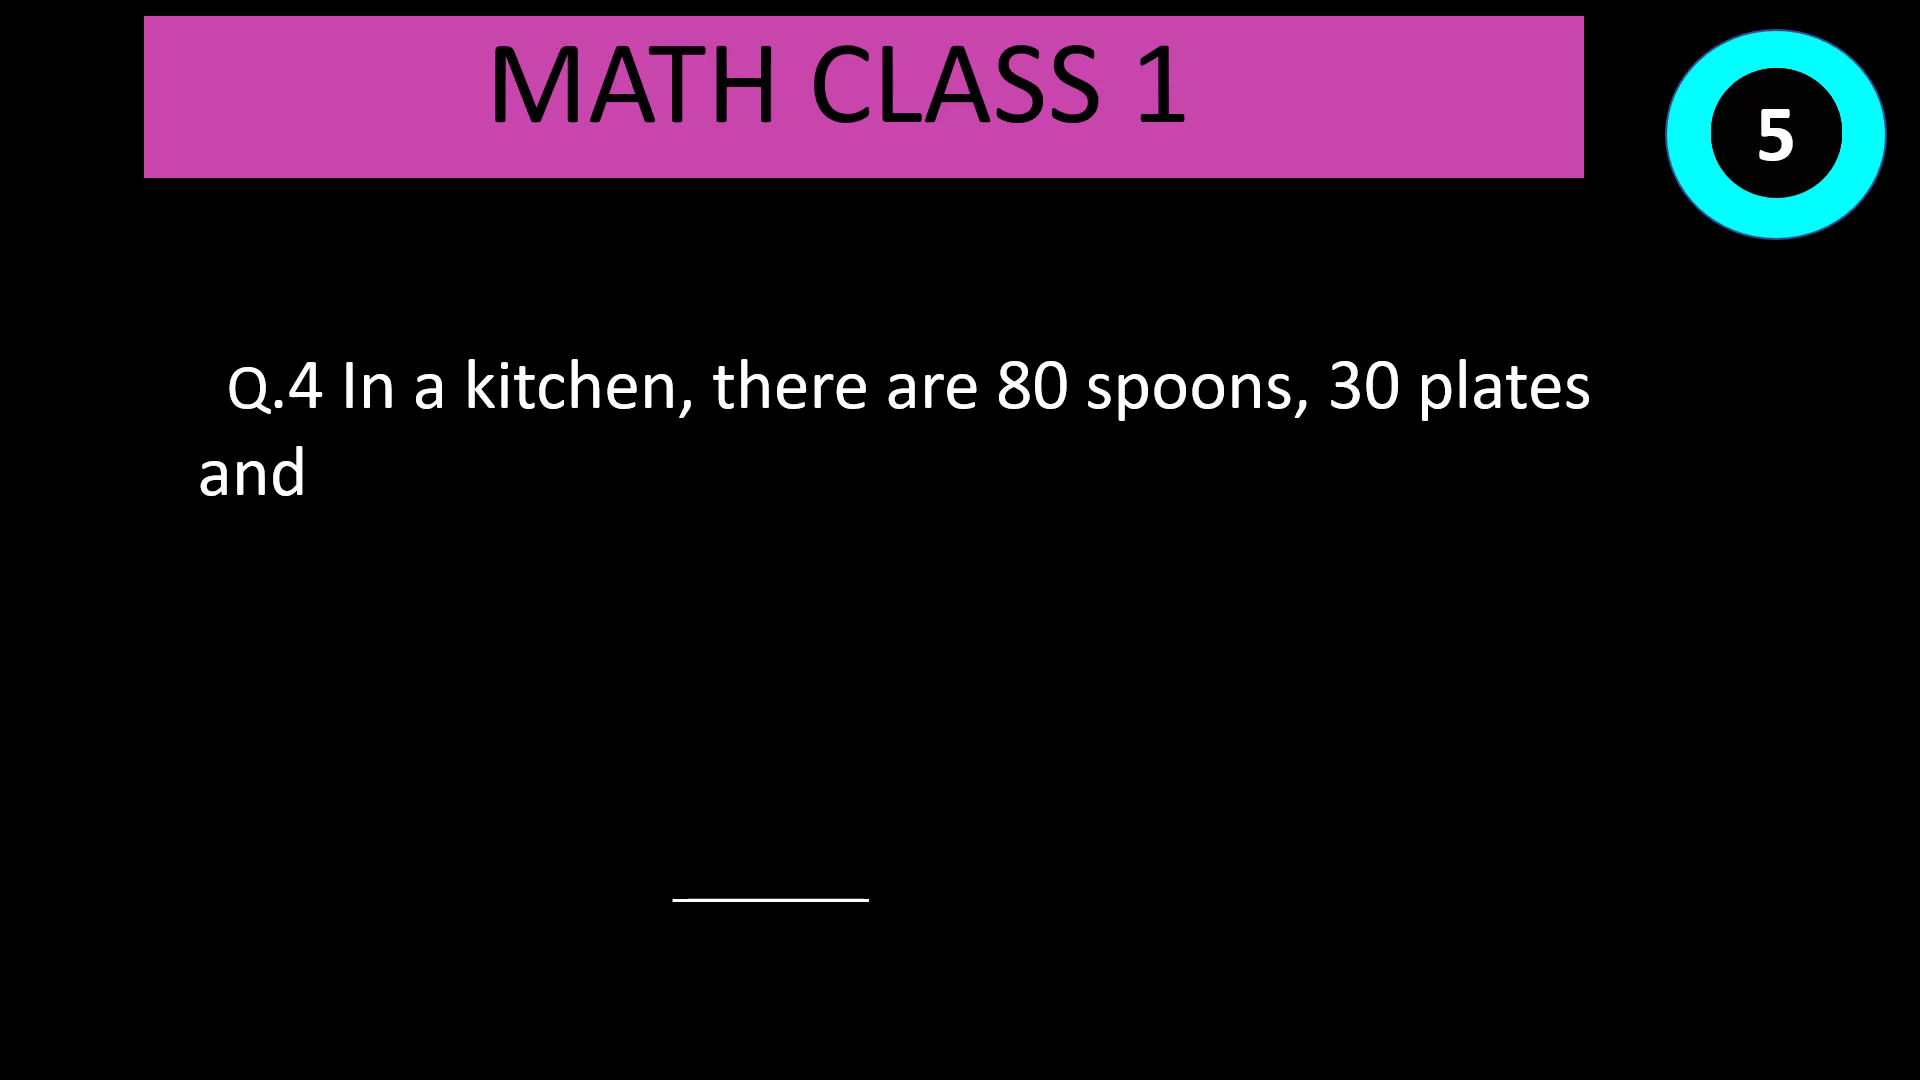 MATH CLASS 1
5
Q.4 In a kitchen, there are 80 spoons, 30 plates
and